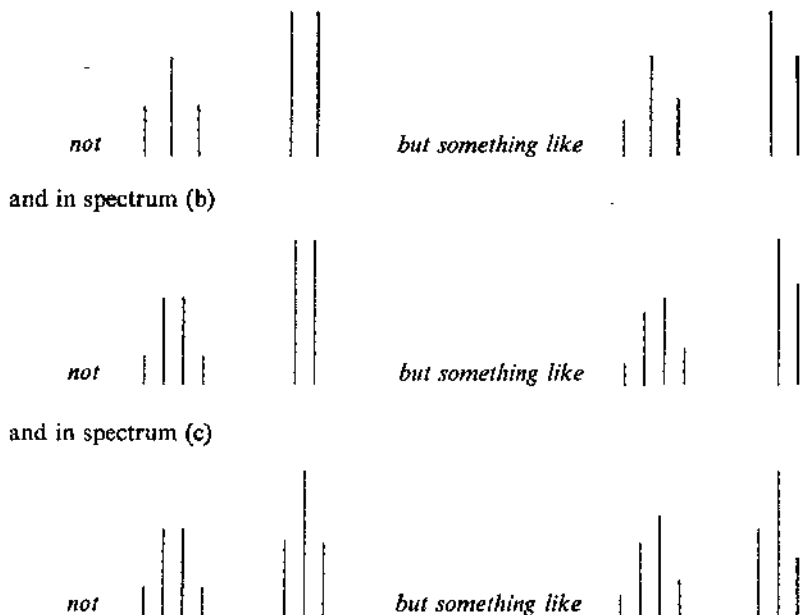 not but something like
and in spectrum (b)
not but something like
and in spectrum (c)
not but something like